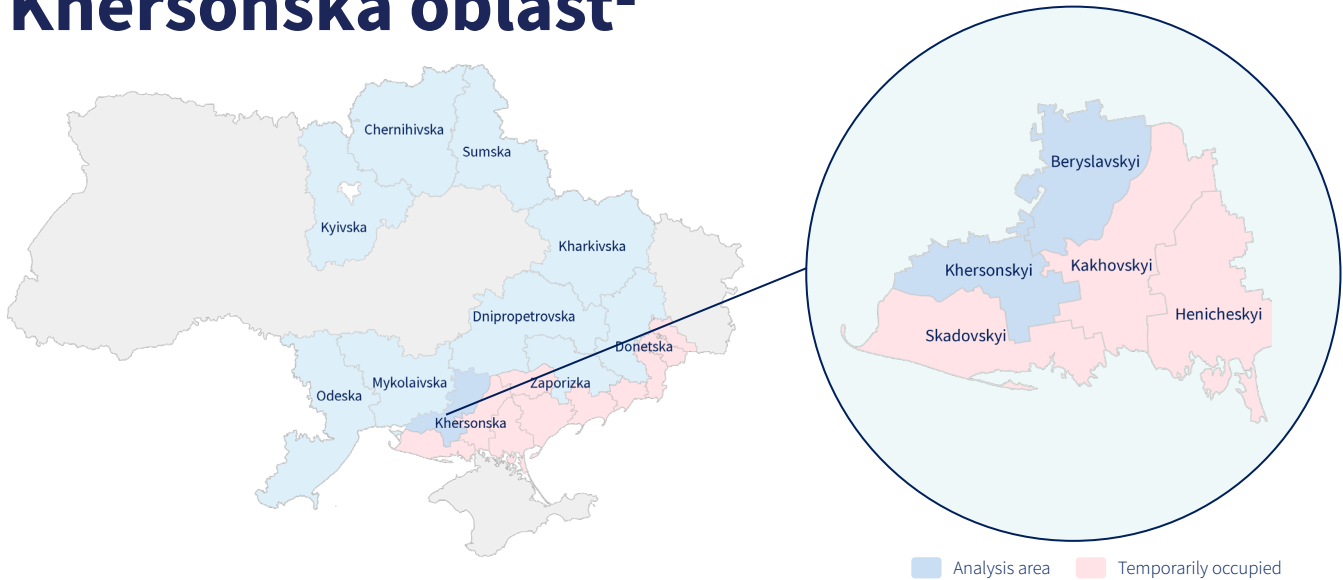 Khersonska oblast
Chernihivska
Sumska
Kyivska
Kharkivska
Dnipropetrovska
Donetska
Mykolaivska
Zaporizka
Odeska
Khersonska
Beryslavskyi
Khersonskyi
Kakhovskyi
Henicheskyi
Skadovskyi
Analysis area
Temporarily occupied